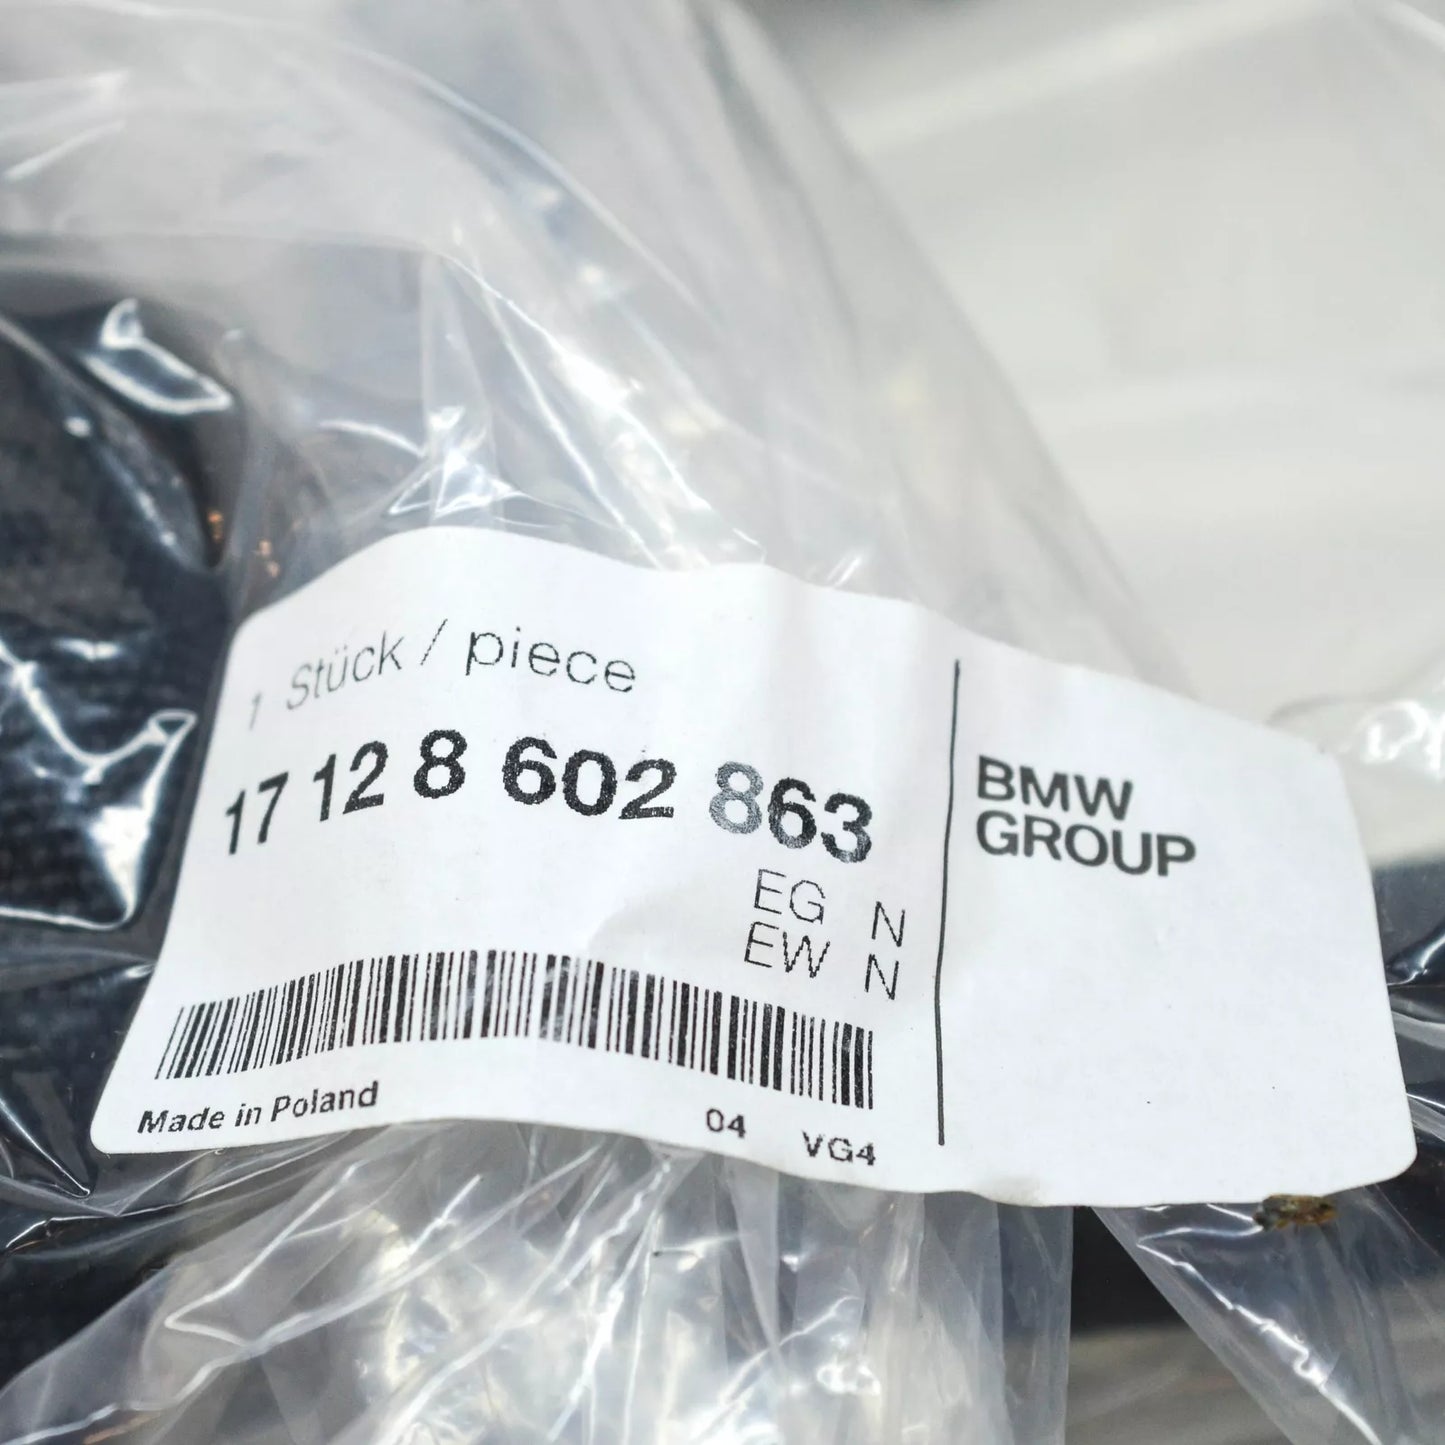 1 Stück / piece
17 12 8 602 863
EG N
EW N
Made in Poland
04 VG4
BMW
GROUP